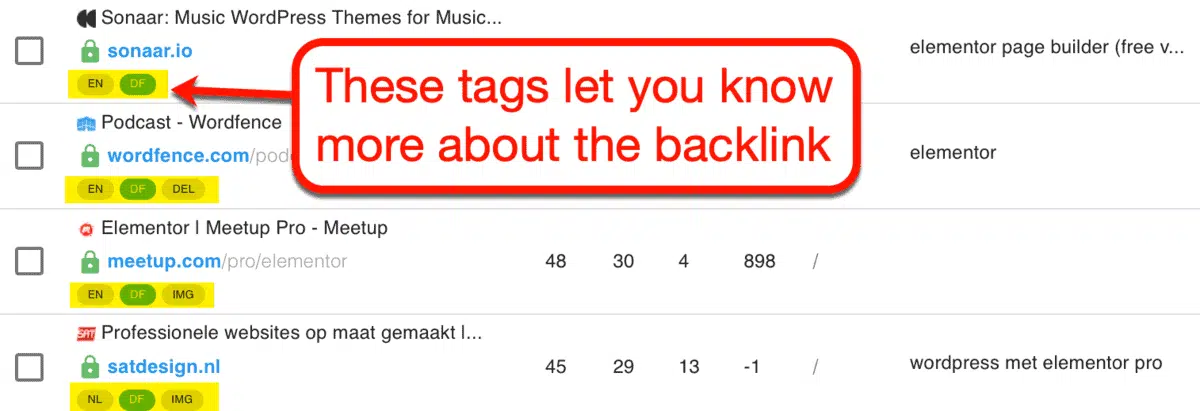 Sonaar: Music WordPress Themes for Music...
sonaar.io
elementor page builder (free v...
EN DF
These tags let you know
more about the backlink
Podcast - Wordfence
wordfence.com/pod
elementor
EN DF DEL
Elementor | Meetup Pro - Meetup
meetup.com/pro/elementor
48 30 4 898 /
EN DF IMG
SAT
Professionele websites op maat gemaakt l...
satdesign.nl
45 29 13 -1 /
wordpress met elementor pro
NL DF IMG